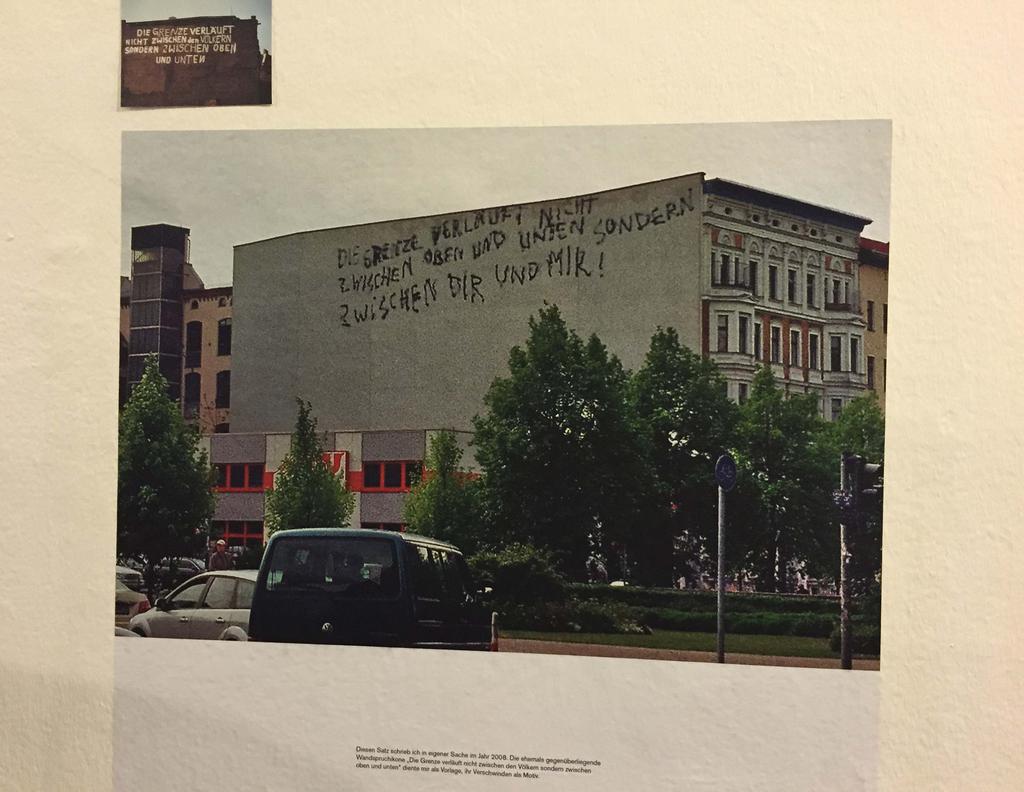 DIE GRENZE VERLÄUFT
NICHT ZWISCHEN den VÖLKERN
SONDERN ZWISCHEN OBEN
UND UNTEN
DIE GRENZE VERLÄUFT NICHT
ZWISCHEN OBEN UND UNTEN SONDERN
ZWISCHEN DIR UND MIR!
Diesen Satz schrieb ich in eigener Sache im Jahr 2008. Die ehemals gegenüberliegende
Wandspruchikone „Die Grenze verläuft nicht zwischen den Völkern sondern zwischen
oben und unten“ diente mir als Vorlage, ihr Verschwinden als Motiv.